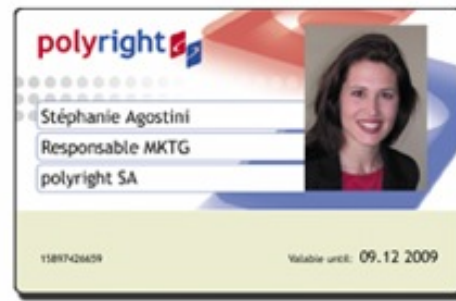 polyright
Stéphanie Agostini
Responsable MKTG
polyright SA
15897426659
Valable until: 09.12 2009